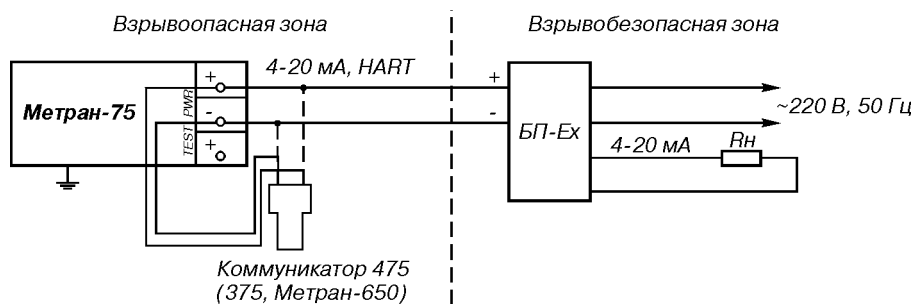 Взрывоопасная зона
Взрывобезопасная зона
4-20 мА, HART
+
Метран-75
PWR
+
-
TEST
+
-
БП-Ех
~220 В, 50 Гц
4-20 мА
Rн
Коммуникатор 475
(375, Метран-650)